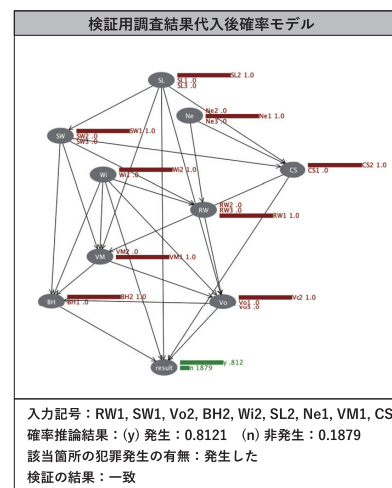 検証用調査結果代入後確率モデル
SL
SL2 1.0
SL1 .0
SL3 .0
Ne
Ne2 .0
Ne1 1.0
Ne3 .0
SW
SW1 1.0
SW2 .0
SW3 .0
CS
CS2 1.0
CS1 .0
Wi
Wi2 1.0
Wi1 .0
RW
RW2 .0
RW3 .0
RW1 1.0
VM
VM2 .0
VM1 1.0
BH
BH2 1.0
BH1 .0
Vo
Vo2 1.0
Vo1 .0
Vo3 .0
result
y .812
n 1879
入力記号：RW1, SW1, Vo2, BH2, Wi2, SL2, Ne1, VM1, CS
確率推論結果：(y) 発生：0.8121　(n) 非発生：0.1879
該当箇所の犯罪発生の有無：発生した
検証の結果：一致